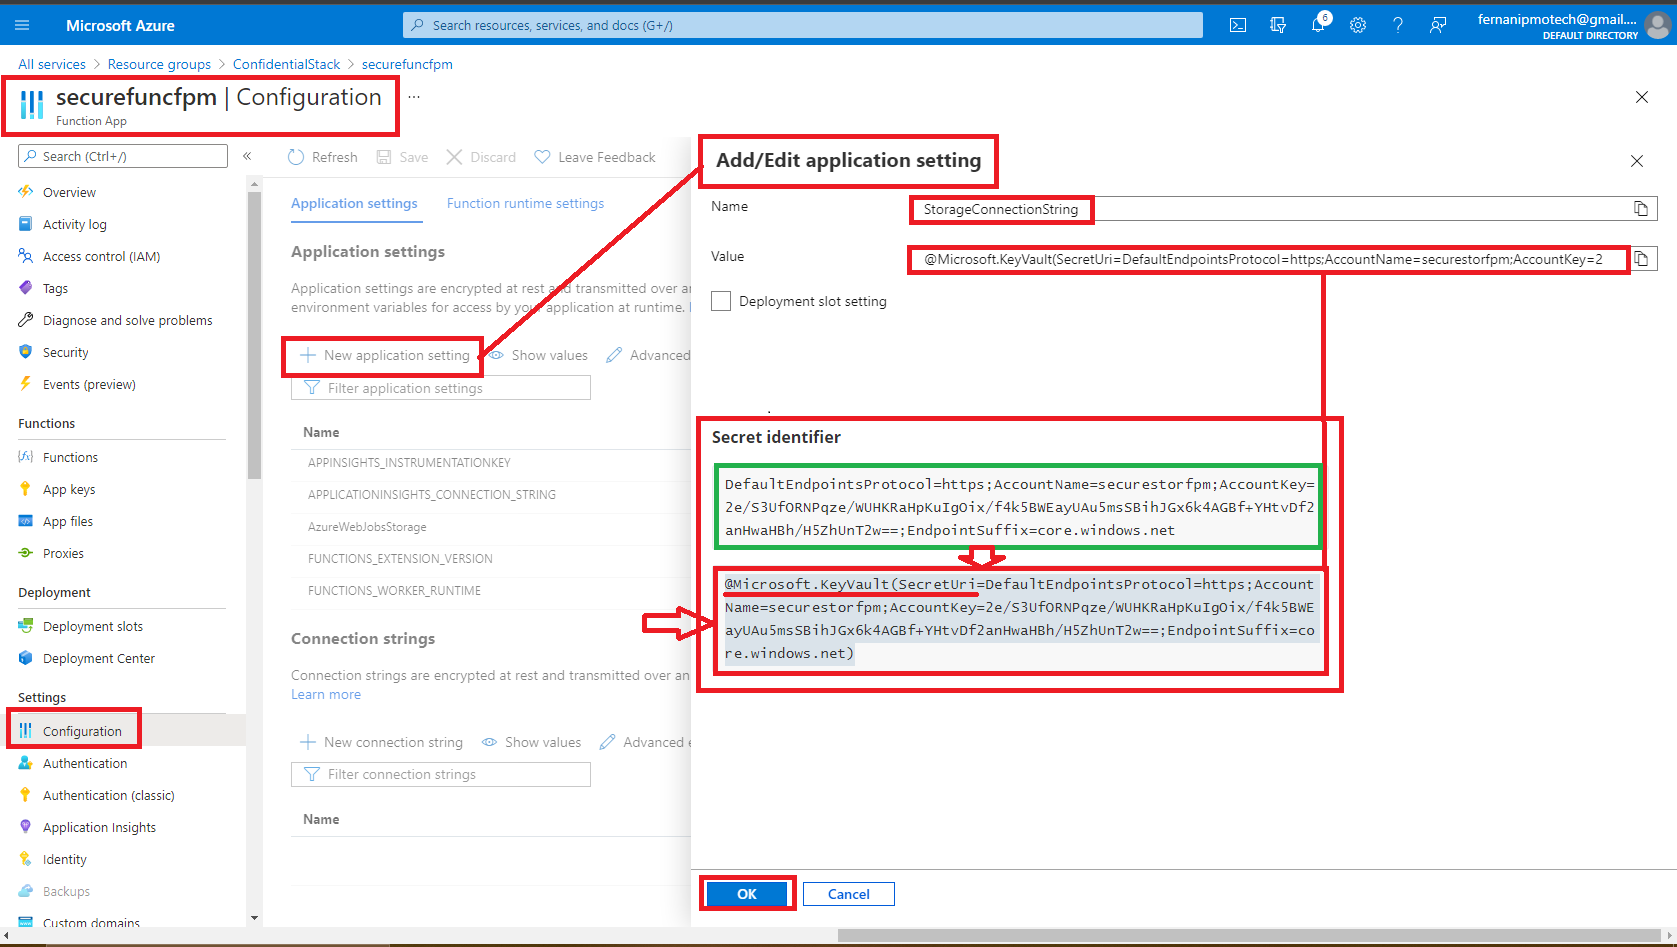 Microsoft Azure
Search resources, services, and docs (G+/)
6
fernanipmotech@gmail....
DEFAULT DIRECTORY
All services > Resource groups > ConfidentialStack > securefuncfpm
securefuncfpm | Configuration ...
Function App
Search (Ctrl+/)
«
Overview
Activity log
Access control (IAM)
Tags
Diagnose and solve problems
Security
Events (preview)
Functions
Functions
App keys
App files
Proxies
Deployment
Deployment slots
Deployment Center
Settings
Configuration
Authentication
Authentication (classic)
Application Insights
Identity
Backups
Custom domains
Refresh Save Discard Leave Feedback
Application settings Function runtime settings
Application settings
Application settings are encrypted at rest and transmitted over an
environment variables for access by your application at runtime.
New application setting Show values Advanced
Filter application settings
Name
APPINSIGHTS_INSTRUMENTATIONKEY
APPLICATIONINSIGHTS_CONNECTION_STRING
AzureWebJobsStorage
FUNCTIONS_EXTENSION_VERSION
FUNCTIONS_WORKER_RUNTIME
Connection strings
Connection strings are encrypted at rest and transmitted over an
Learn more
New connection string Show values Advanced e
Filter connection strings
Name
Add/Edit application setting
Name
StorageConnectionString
Value
@Microsoft.KeyVault(SecretUri=DefaultEndpointsProtocol=https;AccountName=securestorfpm;AccountKey=2
Deployment slot setting
Secret identifier
DefaultEndpointsProtocol=https;AccountName=securestorfpm;AccountKey=
2e/S3UfORNPqze/WUHKRaHpKuIgOix/f4k5BWEayUAu5msSBihJGx6k4AGBf+YHtvDf2
anHwaHBh/H5ZhUnT2w==;EndpointSuffix=core.windows.net
@Microsoft.KeyVault(SecretUri=DefaultEndpointsProtocol=https;Account
Name=securestorfpm;AccountKey=2e/S3UfORNPqze/WUHKRaHpKuIgOix/f4k5BWE
ayUAu5msSBihJGx6k4AGBf+YHtvDf2anHwaHBh/H5ZhUnT2w==;EndpointSuffix=co
re.windows.net)
OK Cancel